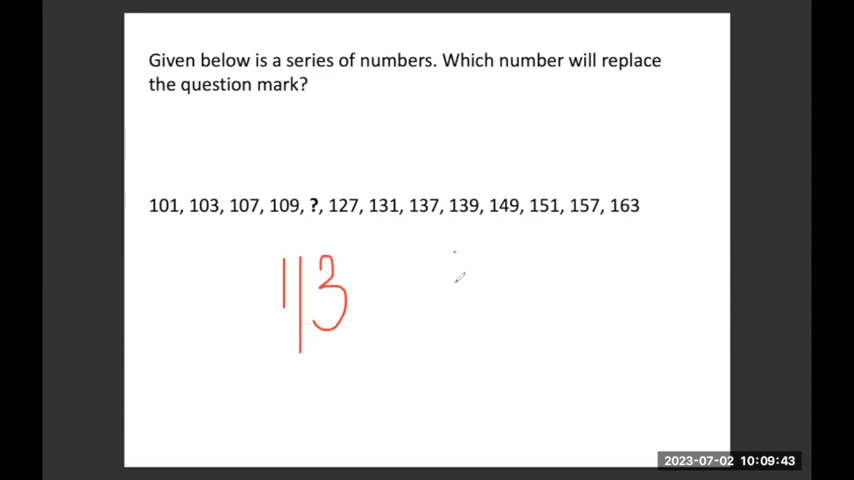 Given below is a series of numbers. Which number will replace
the question mark?
101, 103, 107, 109, ?, 127, 131, 137, 139, 149, 151, 157, 163
113
2023-07-02 10:09:43